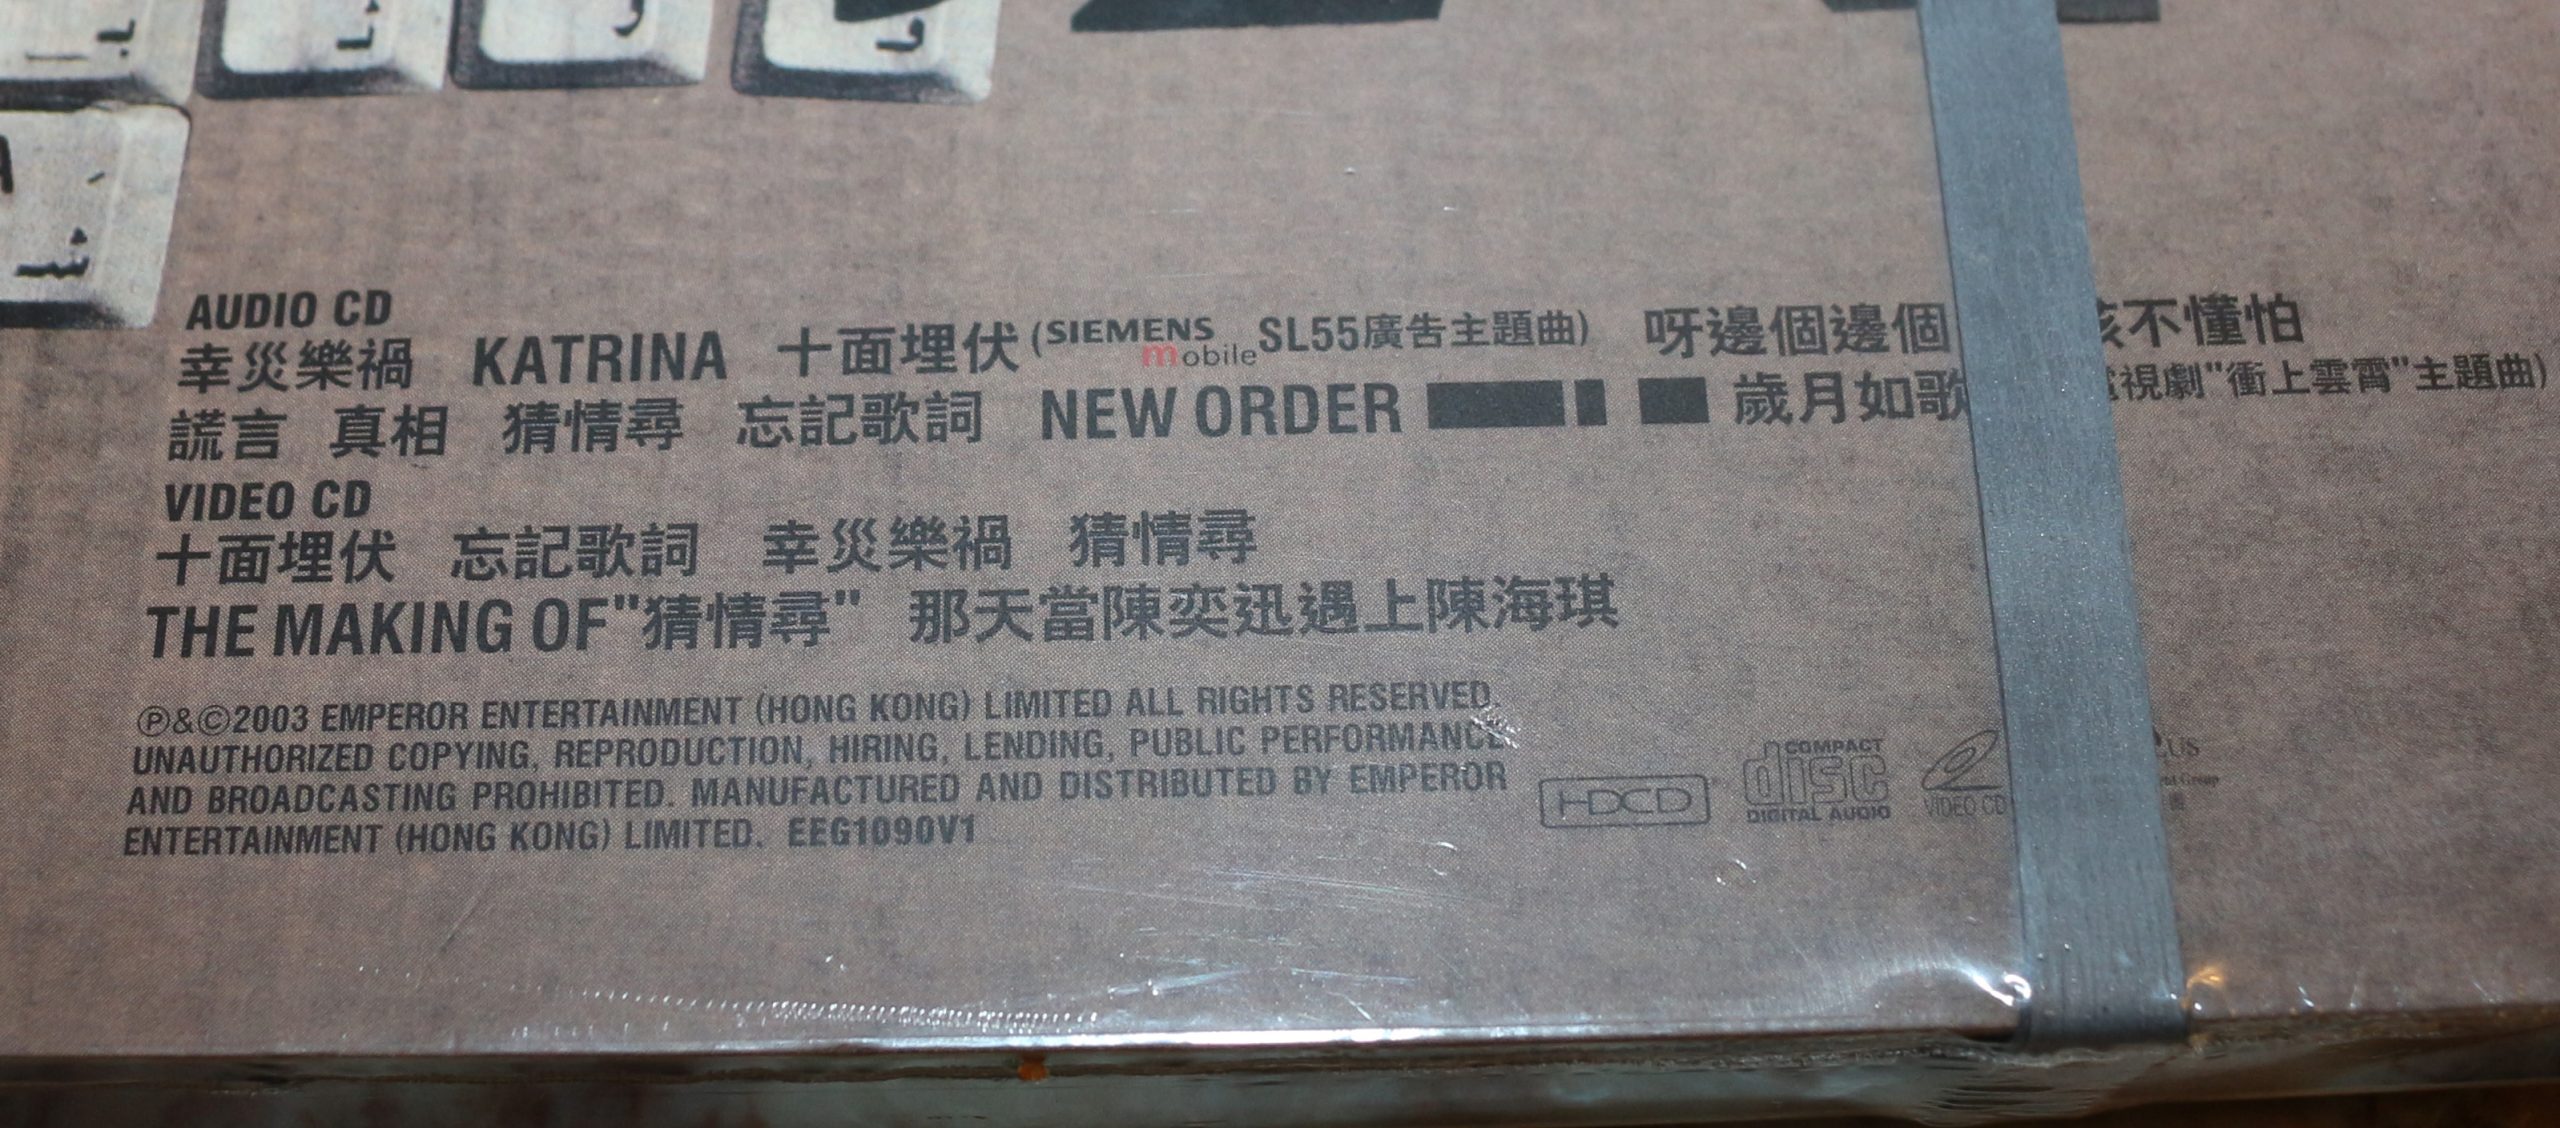 AUDIO CD
幸災樂禍 KATRINA 十面埋伏 (SIEMENS mobile SL55廣告主題曲) 呀邊個邊個 不懂怕
謊言 真相 猜情尋 忘記歌詞 NEW ORDER 歲月如歌 視劇"衝上雲霄"主題曲)
VIDEO CD
十面埋伏 忘記歌詞 幸災樂禍 猜情尋
THE MAKING OF "猜情尋" 那天當陳奕迅遇上陳海琪
Ⓟ&©2003 EMPEROR ENTERTAINMENT (HONG KONG) LIMITED ALL RIGHTS RESERVED.
UNAUTHORIZED COPYING, REPRODUCTION, HIRING, LENDING, PUBLIC PERFORMANCE
AND BROADCASTING PROHIBITED. MANUFACTURED AND DISTRIBUTED BY EMPEROR
ENTERTAINMENT (HONG KONG) LIMITED. EEG1090V1
HDCD
COMPACT disc DIGITAL AUDIO
VIDEO CD
Group